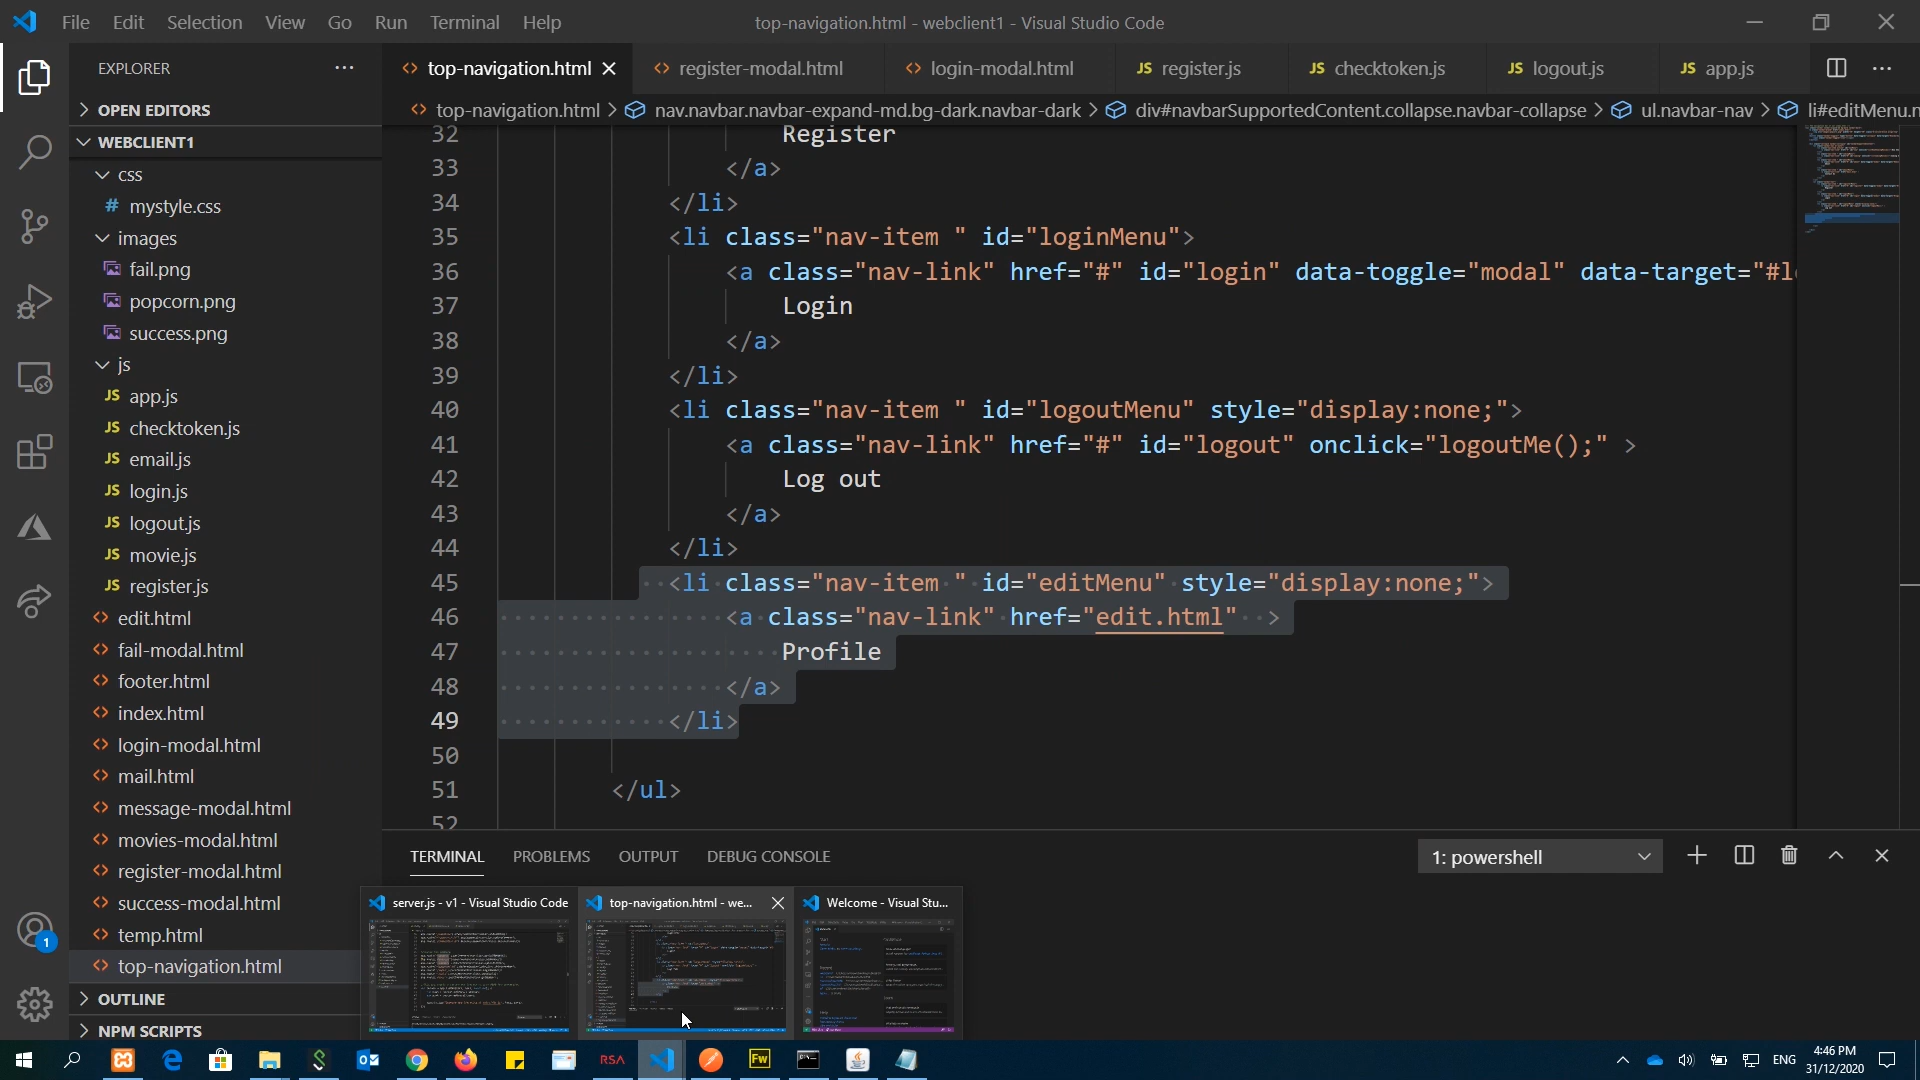 File Edit Selection View Go Run Terminal Help
top-navigation.html - webclient1 - Visual Studio Code
EXPLORER
top-navigation.html
register-modal.html
login-modal.html
JS register.js
JS checktoken.js
JS logout.js
JS app.js
OPEN EDITORS
top-navigation.html > nav.navbar.navbar-expand-md.bg-dark.navbar-dark > div#navbarSupportedContent.collapse.navbar-collapse > ul.navbar-nav > li#editMenu.n
WEBCLIENT1
css
# mystyle.css
images
fail.png
popcorn.png
success.png
js
JS app.js
JS checktoken.js
JS email.js
JS login.js
JS logout.js
JS movie.js
JS register.js
edit.html
fail-modal.html
footer.html
index.html
login-modal.html
mail.html
message-modal.html
movies-modal.html
register-modal.html
success-modal.html
temp.html
top-navigation.html
OUTLINE
NPM SCRIPTS
32 Register
33 </a>
34 </li>
35 <li class="nav-item " id="loginMenu">
36 <a class="nav-link" href="#" id="login" data-toggle="modal" data-target="#l
37 Login
38 </a>
39 </li>
40 <li class="nav-item " id="logoutMenu" style="display:none;">
41 <a class="nav-link" href="#" id="logout" onclick="logoutMe();" >
42 Log out
43 </a>
44 </li>
45 <li class="nav-item " id="editMenu" style="display:none;">
46 <a class="nav-link" href="edit.html"  >
47 Profile
48 </a>
49 </li>
50
51 </ul>
52
TERMINAL PROBLEMS OUTPUT DEBUG CONSOLE
1: powershell
server.js - v1 - Visual Studio Code
top-navigation.html - we...
Welcome - Visual Stu...
1
RSA
Fw
ENG
4:46 PM
31/12/2020